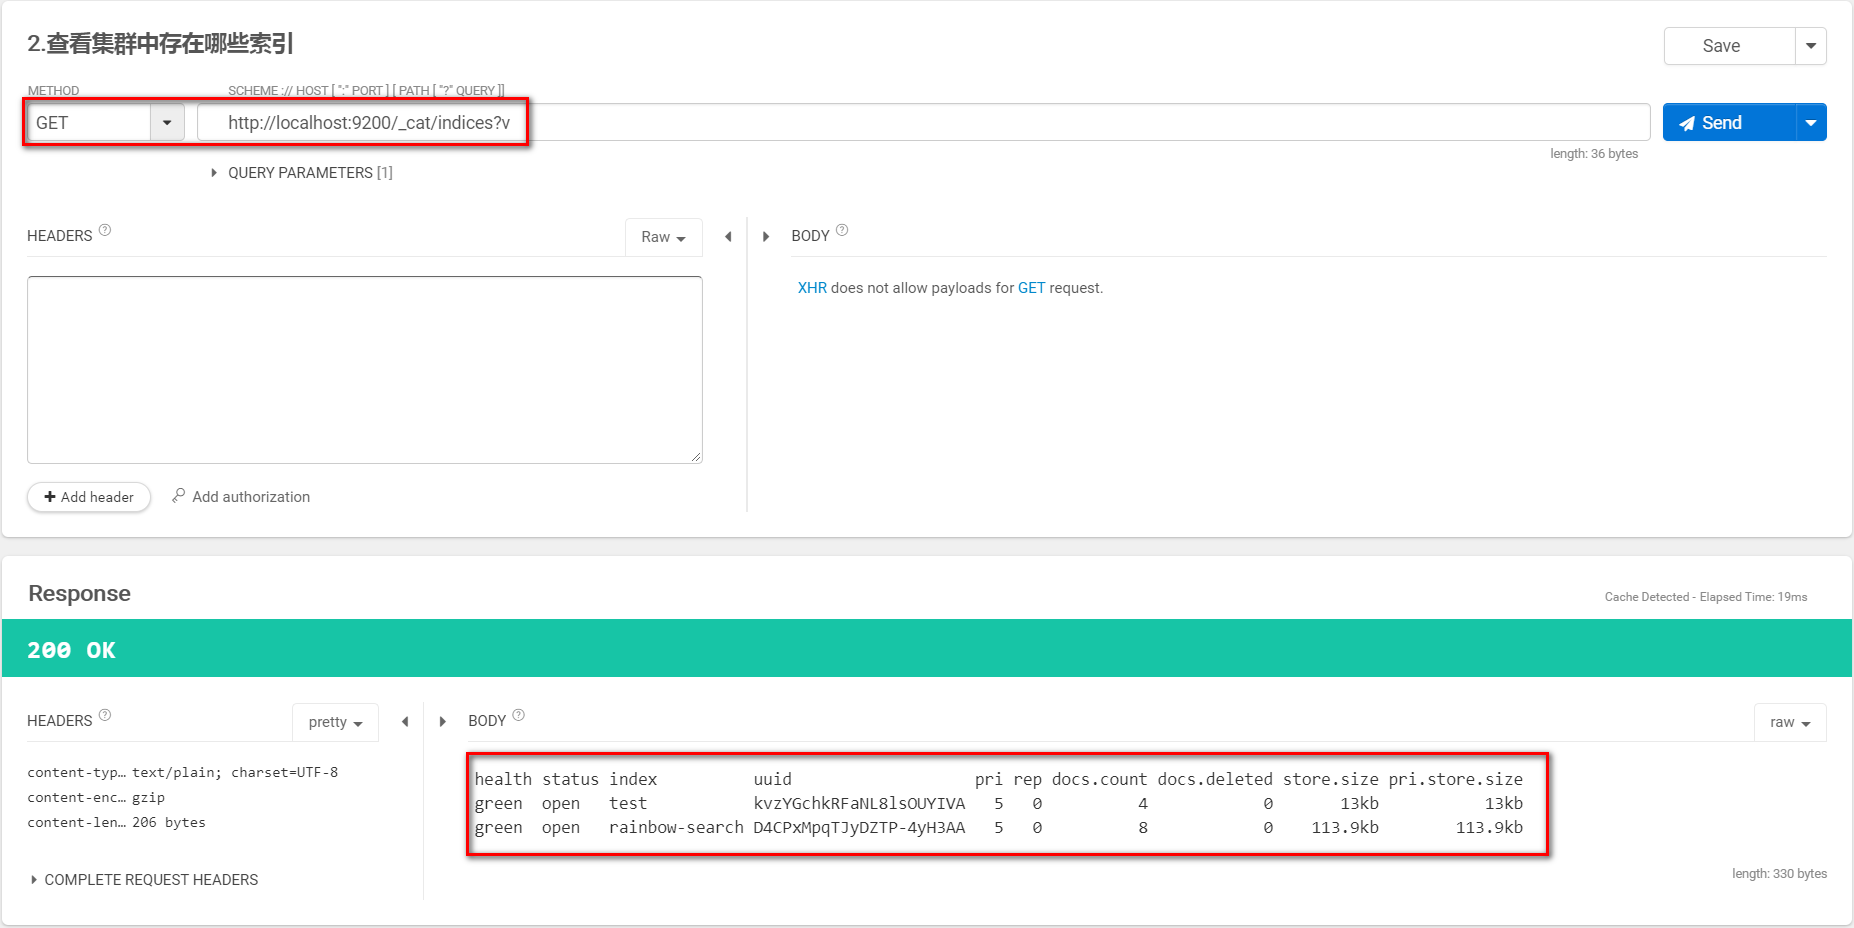 2.查看集群中存在哪些索引
Save
METHOD
SCHEME :// HOST [ ":" PORT ] [ PATH [ "?" QUERY ]]
GET
http://localhost:9200/_cat/indices?v
Send
length: 36 bytes
QUERY PARAMETERS [1]
HEADERS ?
Raw
BODY ?
XHR does not allow payloads for GET request.
Add header
Add authorization
Response
Cache Detected - Elapsed Time: 19ms
200 OK
HEADERS ?
pretty
BODY ?
raw
content-typ… text/plain; charset=UTF-8
content-enc… gzip
content-len… 206 bytes
health status index uuid pri rep docs.count docs.deleted store.size pri.store.size
green open test kvzYGchkRFaNL8lsOUYIVA 5 0 4 0 13kb 13kb
green open rainbow-search D4CPxMpqTJyDZTP-4yH3AA 5 0 8 0 113.9kb 113.9kb
COMPLETE REQUEST HEADERS
length: 330 bytes